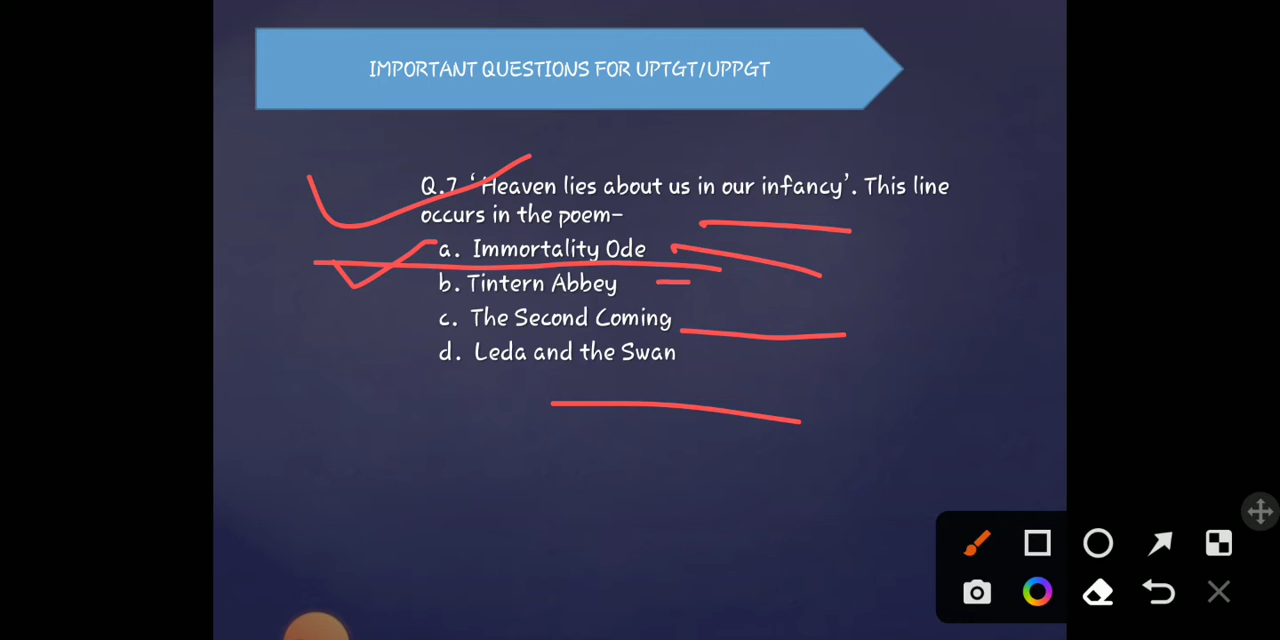 IMPORTANT QUESTIONS FOR UPTGT/UPPGT
Q.7 ‘Heaven lies about us in our infancy’. This line
occurs in the poem-
a. Immortality Ode
b. Tintern Abbey
c. The Second Coming
d. Leda and the Swan